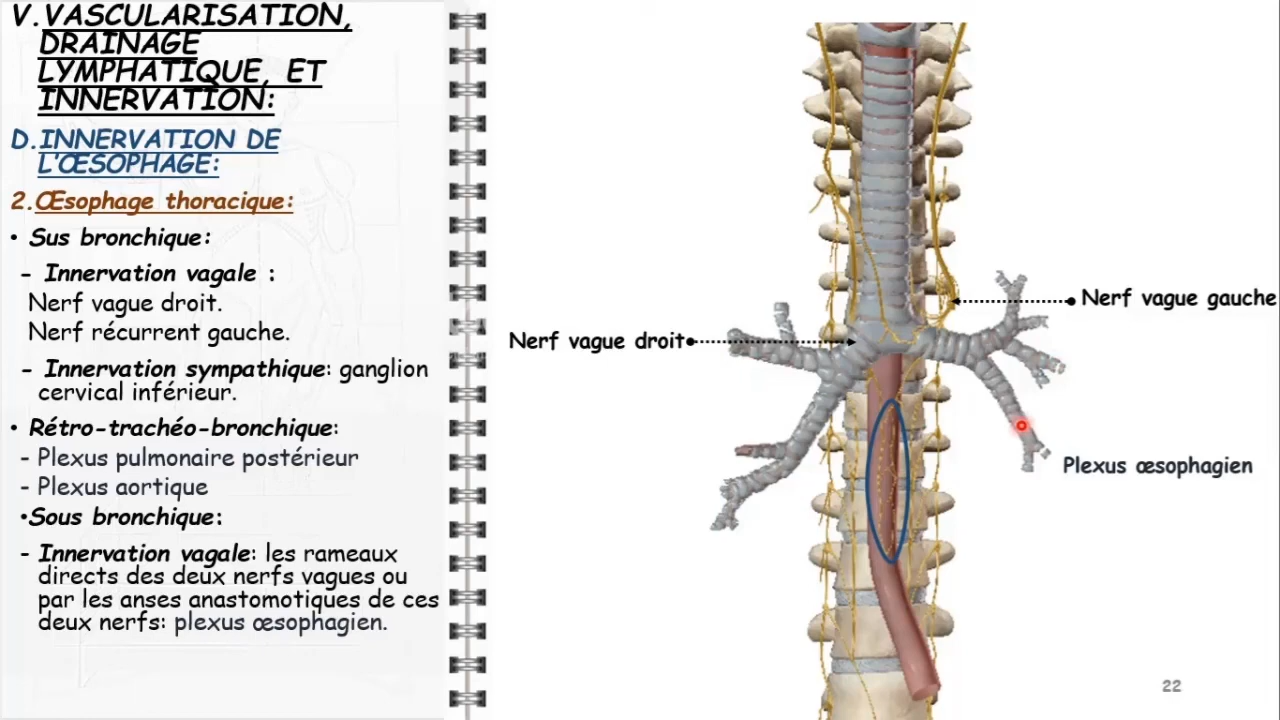 V. VASCULARISATION,
DRAINAGE
LYMPHATIQUE, ET
INNERVATION:
D. INNERVATION DE
L'ŒSOPHAGE:
2. Œsophage thoracique:
• Sus bronchique:
- Innervation vagale :
Nerf vague droit.
Nerf récurrent gauche.
- Innervation sympathique: ganglion
cervical inférieur.
• Rétro-trachéo-bronchique:
- Plexus pulmonaire postérieur
- Plexus aortique
•Sous bronchique:
- Innervation vagale: les rameaux
directs des deux nerfs vagues ou
par les anses anastomotiques de ces
deux nerfs: plexus œsophagien.
Nerf vague gauche
Nerf vague droit
Plexus œsophagien
22